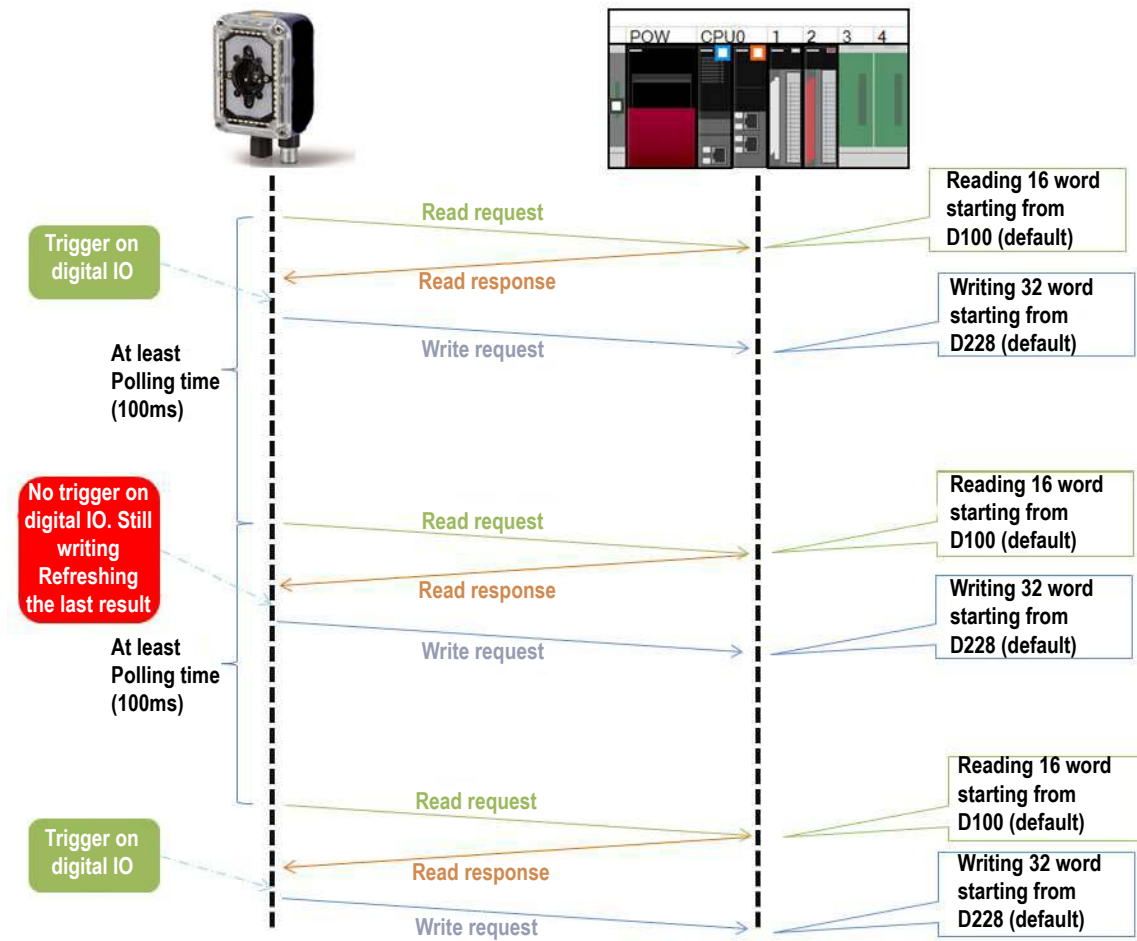 POW CPU0 1 2 3 4
Reading 16 word
starting from
D100 (default)
Read request
Trigger on
digital IO
Read response
Writing 32 word
starting from
D228 (default)
Write request
At least
Polling time
(100ms)
No trigger on
digital IO. Still
writing
Refreshing
the last result
Read request
Reading 16 word
starting from
D100 (default)
Read response
Writing 32 word
starting from
D228 (default)
Write request
At least
Polling time
(100ms)
Read request
Reading 16 word
starting from
D100 (default)
Trigger on
digital IO
Read response
Writing 32 word
starting from
D228 (default)
Write request